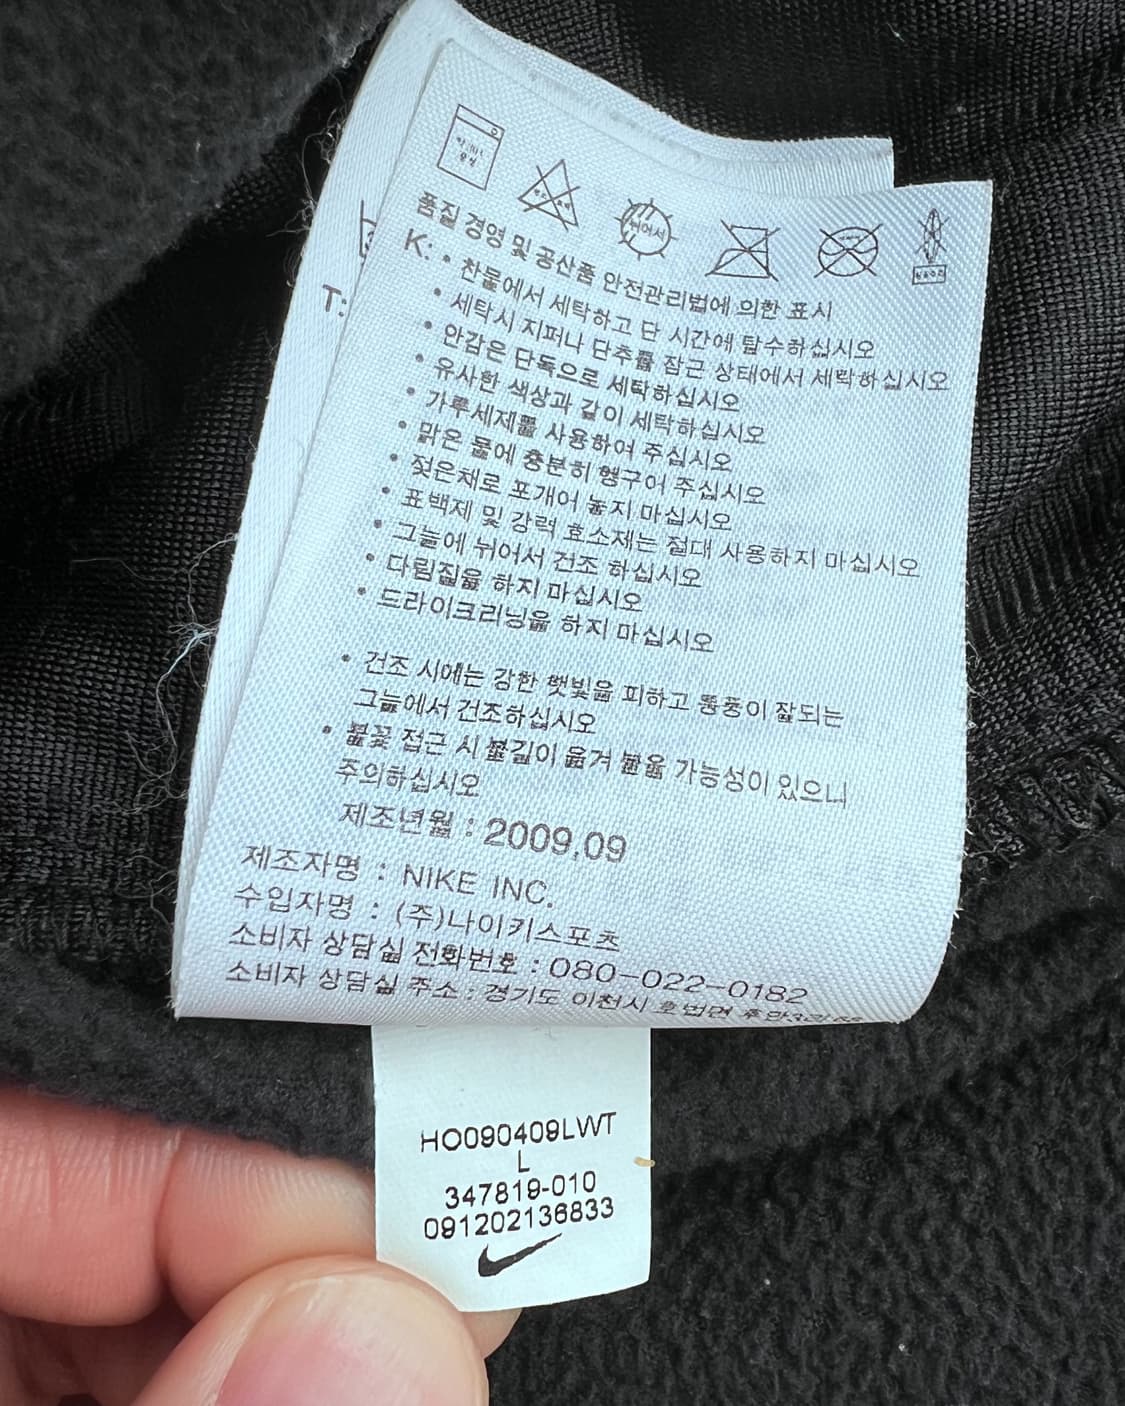 품질 경영 및 공산품 안전관리법에 의한 표시
T:
K: • 찬물에서 세탁하고 단 시간에 탈수하십시오
• 세탁시 지퍼나 단추를 잠근 상태에서 세탁하십시오
• 안감은 단독으로 세탁하십시오
• 유사한 색상과 같이 세탁하십시오
• 가루세제를 사용하여 주십시오
• 맑은 물에 충분히 헹구어 주십시오
• 젖은채로 포개어 놓지 마십시오
• 표백제 및 강력 효소제는 절대 사용하지 마십시오
• 그늘에 뉘어서 건조 하십시오
• 다림질을 하지 마십시오
• 드라이크리닝을 하지 마십시오
• 건조 시에는 강한 햇빛을 피하고 통풍이 잘되는
그늘에서 건조하십시오
• 불꽃 접근 시 불길이 옮겨 붙을 가능성이 있으니
주의하십시오
제조년월 : 2009.09
제조자명 : NIKE INC.
수입자명 : (주)나이키스포츠
소비자 상담실 전화번호 : 080-022-0182
소비자 상담실 주소 : 경기도 이천시 호법면
HO090409LWT
L
347819-010
091202136833